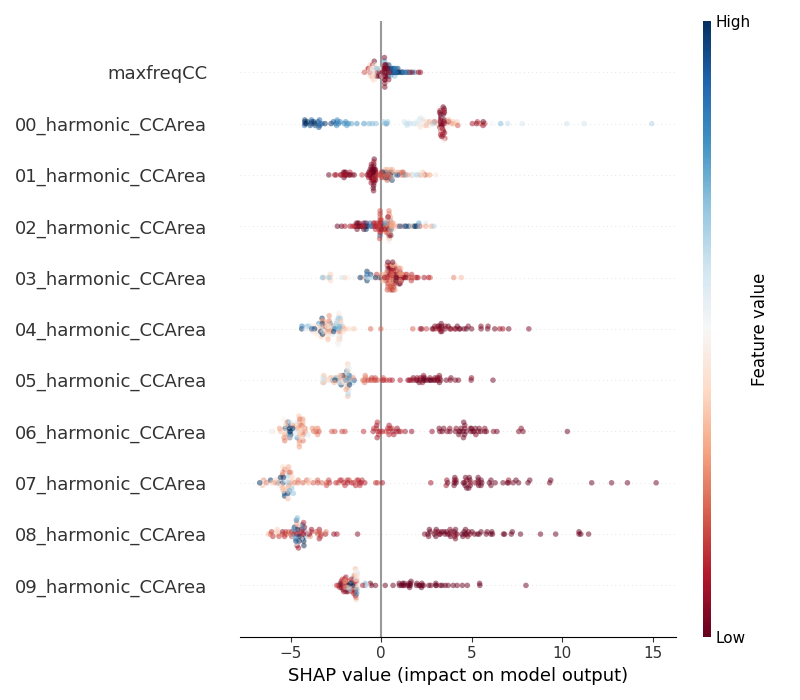 High
maxfreqCC
00_harmonic_CCArea
01_harmonic_CCArea
02_harmonic_CCArea
03_harmonic_CCArea
04_harmonic_CCArea
05_harmonic_CCArea
06_harmonic_CCArea
07_harmonic_CCArea
08_harmonic_CCArea
09_harmonic_CCArea
Feature value
Low
−5 0 5 10 15
SHAP value (impact on model output)